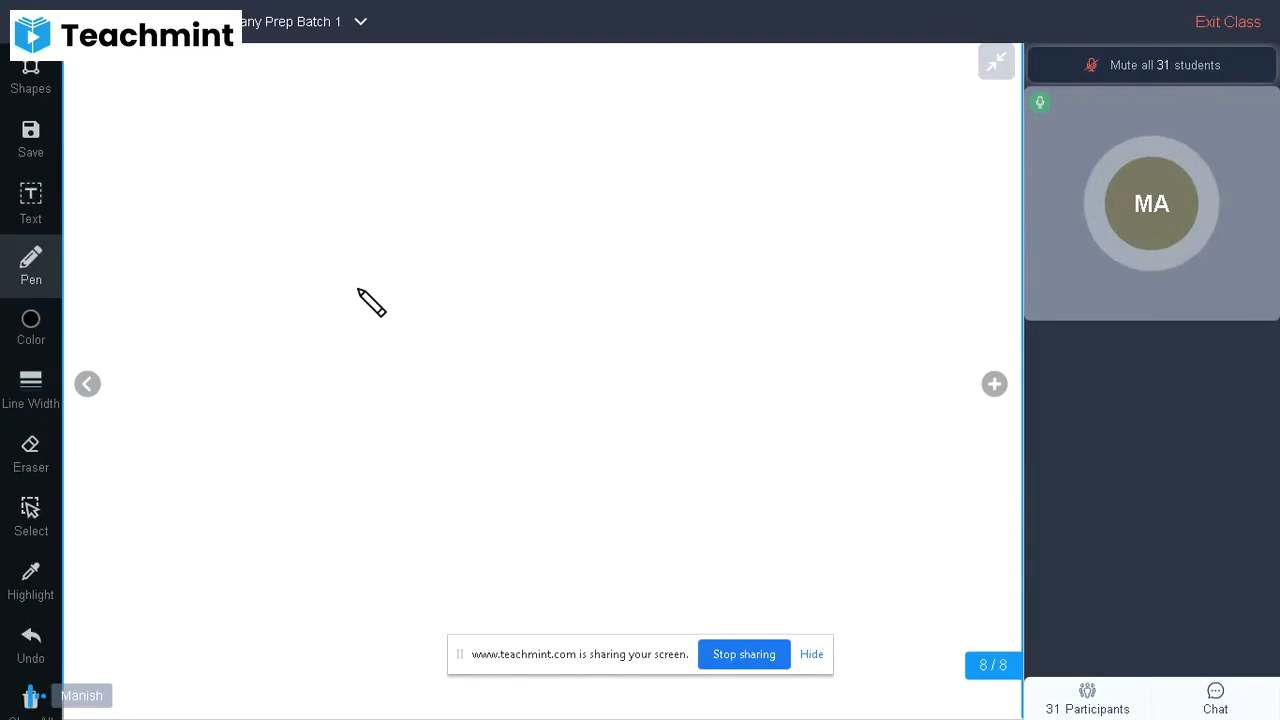 Teachmint
any Prep Batch 1
Exit Class
Shapes
Save
Text
Pen
Color
Line Width
Eraser
Select
Highlight
Undo
Manish
Mute all 31 students
MA
www.teachmint.com is sharing your screen.
Stop sharing
Hide
8 / 8
31 Participants
Chat